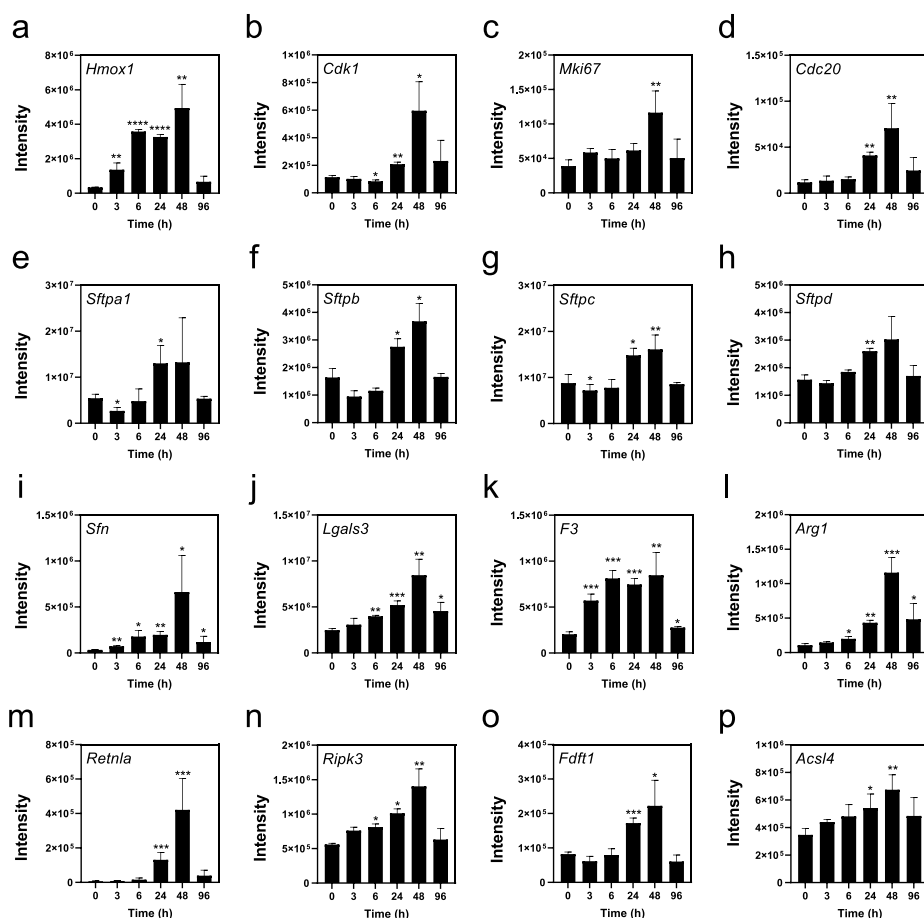 a
Hmox1
Intensity
8×10⁶
6×10⁶
4×10⁶
2×10⁶
0
** **** **** **
0 3 6 24 48 96
Time (h)
b
Cdk1
Intensity
1×10⁶
8×10⁵
6×10⁵
4×10⁵
2×10⁵
0
* ** *
0 3 6 24 48 96
Time (h)
c
Mki67
Intensity
2×10⁵
1.5×10⁵
1×10⁵
5×10⁴
0
**
0 3 6 24 48 96
Time (h)
d
Cdc20
Intensity
1.5×10⁵
1×10⁵
5×10⁴
0
** **
0 3 6 24 48 96
Time (h)
e
Sftpa1
Intensity
3×10⁷
2×10⁷
1×10⁷
0
* *
0 3 6 24 48 96
Time (h)
f
Sftpb
Intensity
5×10⁶
4×10⁶
3×10⁶
2×10⁶
1×10⁶
0
* *
0 3 6 24 48 96
Time (h)
g
Sftpc
Intensity
3×10⁷
2×10⁷
1×10⁷
0
* * **
0 3 6 24 48 96
Time (h)
h
Sftpd
Intensity
5×10⁶
4×10⁶
3×10⁶
2×10⁶
1×10⁶
0
**
0 3 6 24 48 96
Time (h)
i
Sfn
Intensity
1.5×10⁶
1×10⁶
5×10⁵
0
** * ** * *
0 3 6 24 48 96
Time (h)
j
Lgals3
Intensity
1.5×10⁷
1×10⁷
5×10⁶
0
** *** ** *
0 3 6 24 48 96
Time (h)
k
F3
Intensity
1.5×10⁶
1×10⁶
5×10⁵
0
*** *** *** ** *
0 3 6 24 48 96
Time (h)
l
Arg1
Intensity
2×10⁶
1.5×10⁶
1×10⁶
5×10⁵
0
* ** *** *
0 3 6 24 48 96
Time (h)
m
Retnla
Intensity
8×10⁵
6×10⁵
4×10⁵
2×10⁵
0
*** ***
0 3 6 24 48 96
Time (h)
n
Ripk3
Intensity
2×10⁶
1.5×10⁶
1×10⁶
5×10⁵
0
* * **
0 3 6 24 48 96
Time (h)
o
Fdft1
Intensity
4×10⁵
3×10⁵
2×10⁵
1×10⁵
0
*** *
0 3 6 24 48 96
Time (h)
p
Acsl4
Intensity
1×10⁶
8×10⁵
6×10⁵
4×10⁵
2×10⁵
0
* **
0 3 6 24 48 96
Time (h)